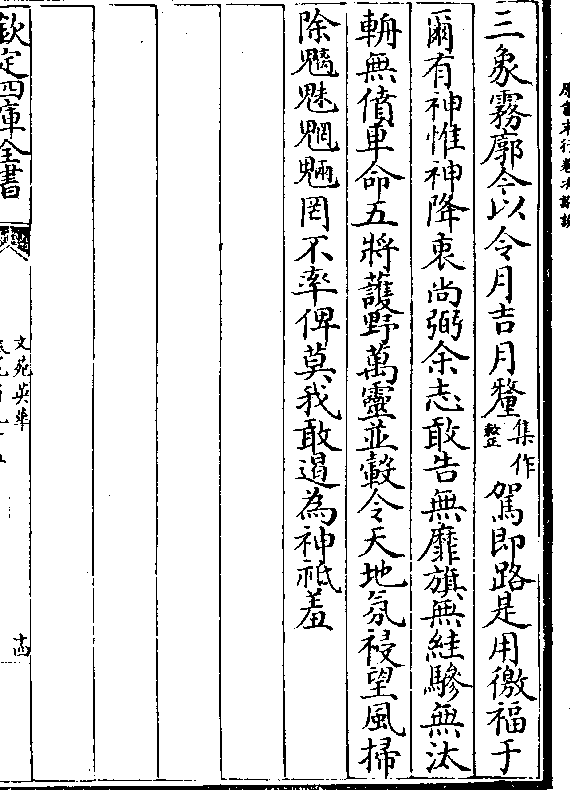 三象霧廓今以令月吉月釐集作整駕即路是用徼福于
爾有神惟神降衷尚弼余志敢告無靡旗無絓驂無汰
輈無僨車命五將䕶野萬靈並轂令天地氛祲望風掃
除魑魅魍魎罔不率俾莫我敢遏為神祇羞
欽定四庫全書
文苑英華